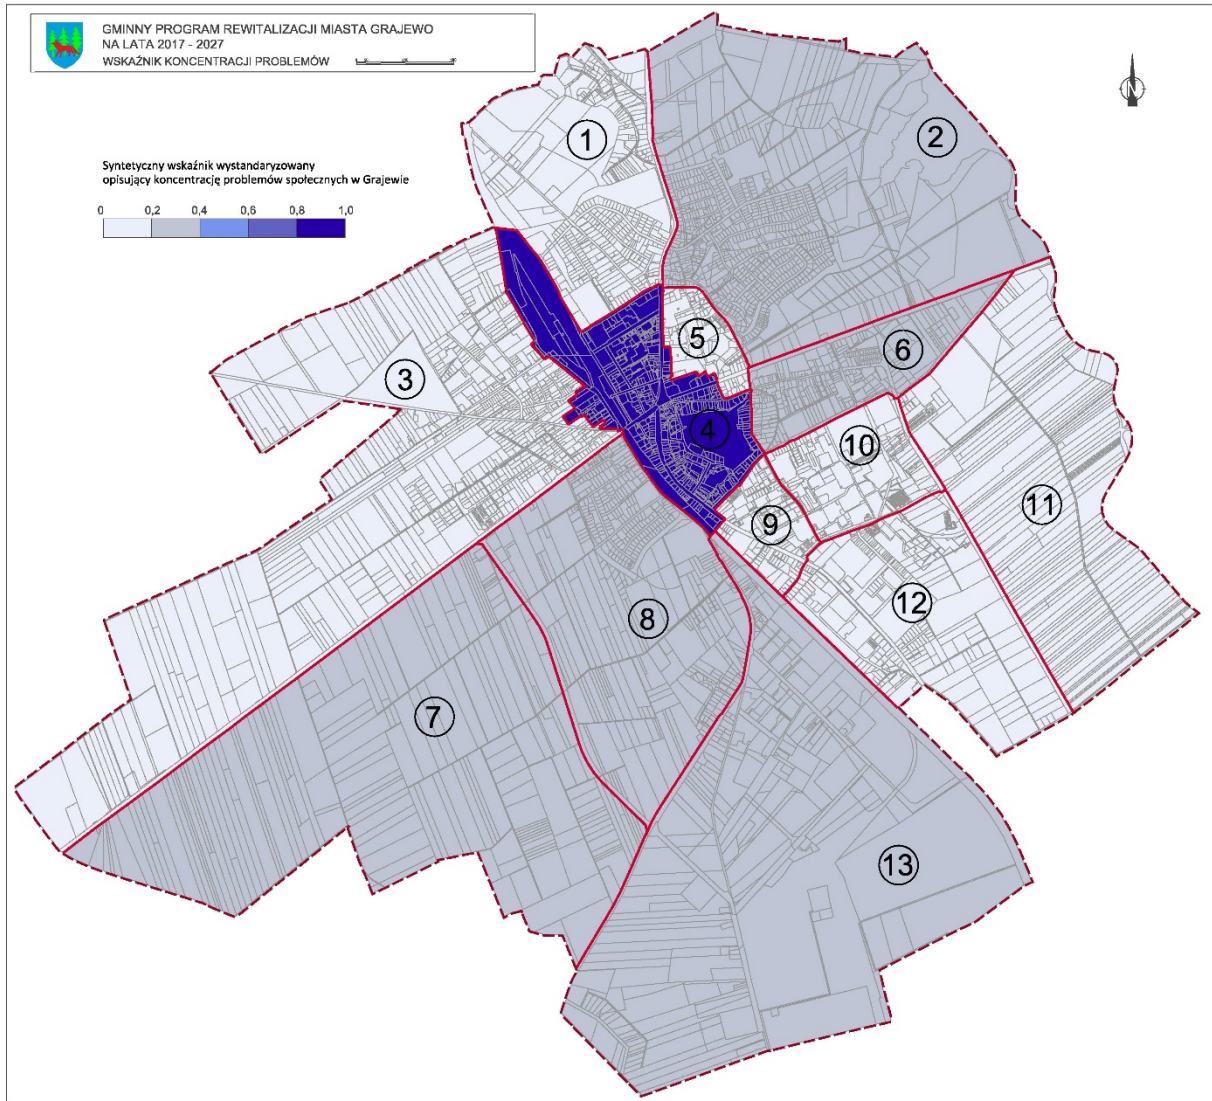 GMINNY PROGRAM REWITALIZACJI MIASTA GRAJEWO
NA LATA 2017 - 2027
WSKAŹNIK KONCENTRACJI PROBLEMÓW
N
Syntetyczny wskaźnik wystandaryzowany
opisujący koncentrację problemów społecznych w Grajewie
0 0,2 0,4 0,6 0,8 1,0
1
2
3
4
5
6
7
8
9
10
11
12
13